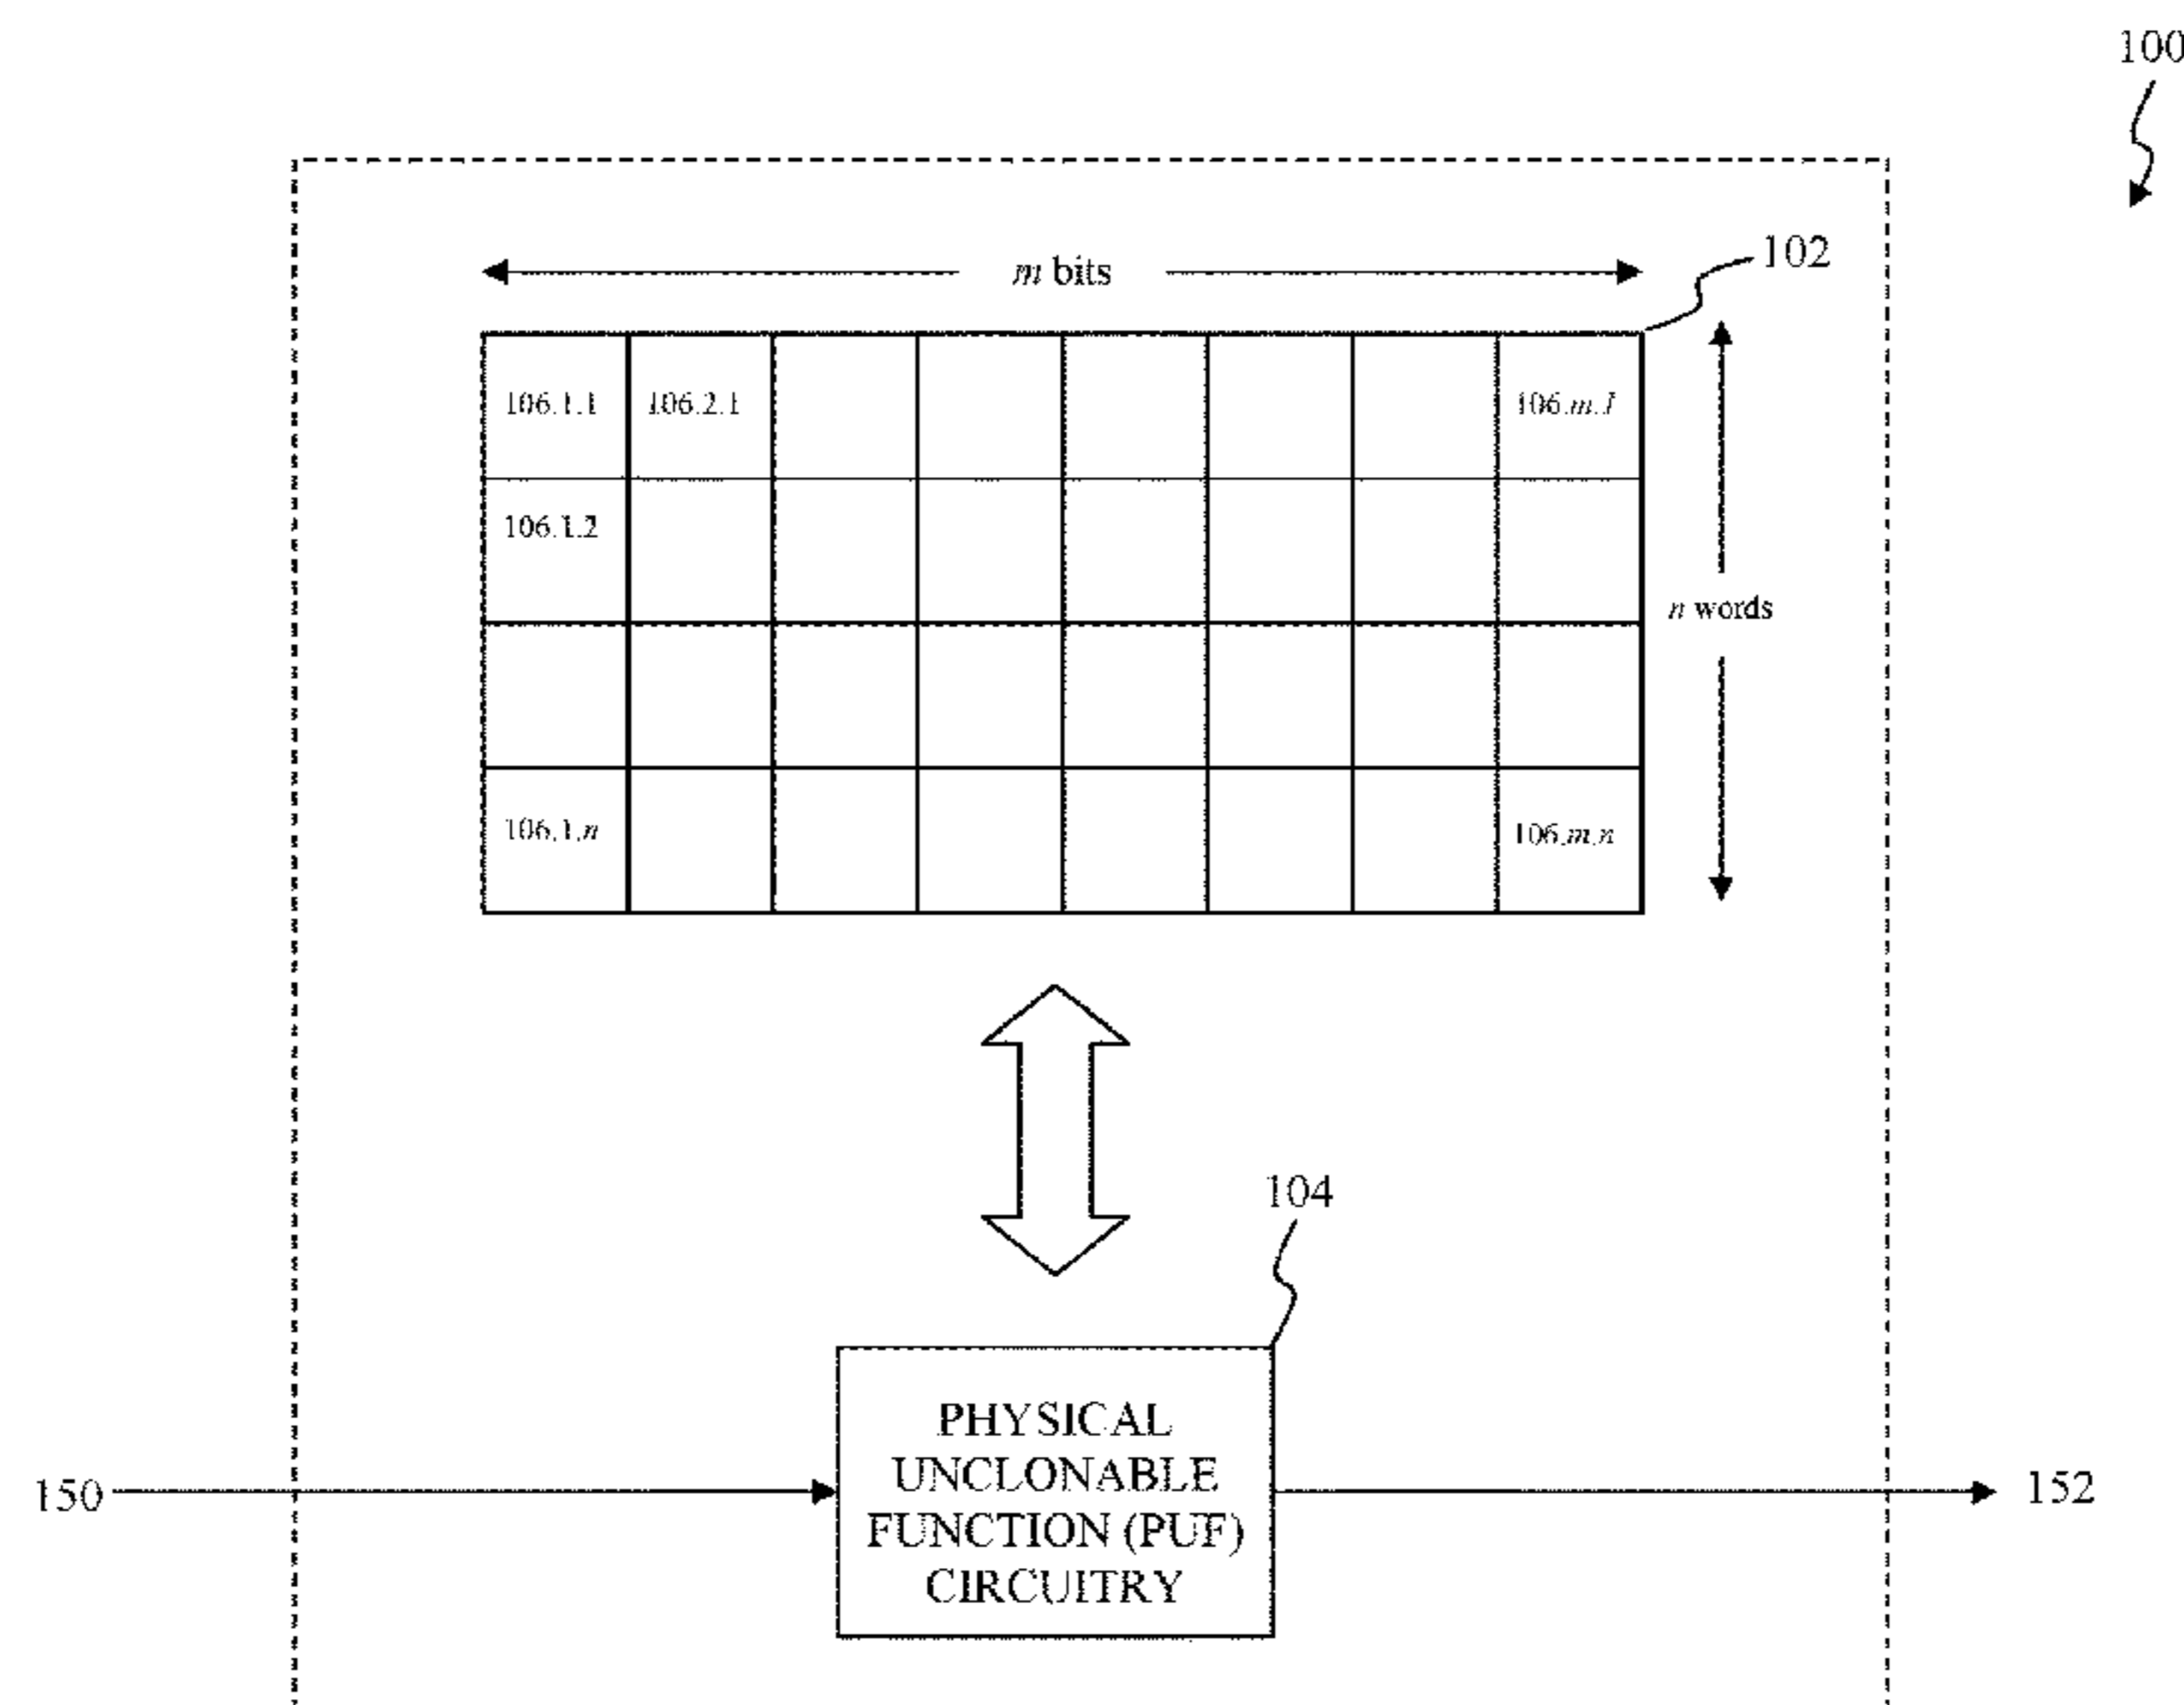 100
m bits
102
106.1.1 106.2.1 106.m.1
106.1.2
n words
106.1.n 106.m.n
104
PHYSICAL
UNCLONABLE
FUNCTION (PUF)
CIRCUITRY
150
152